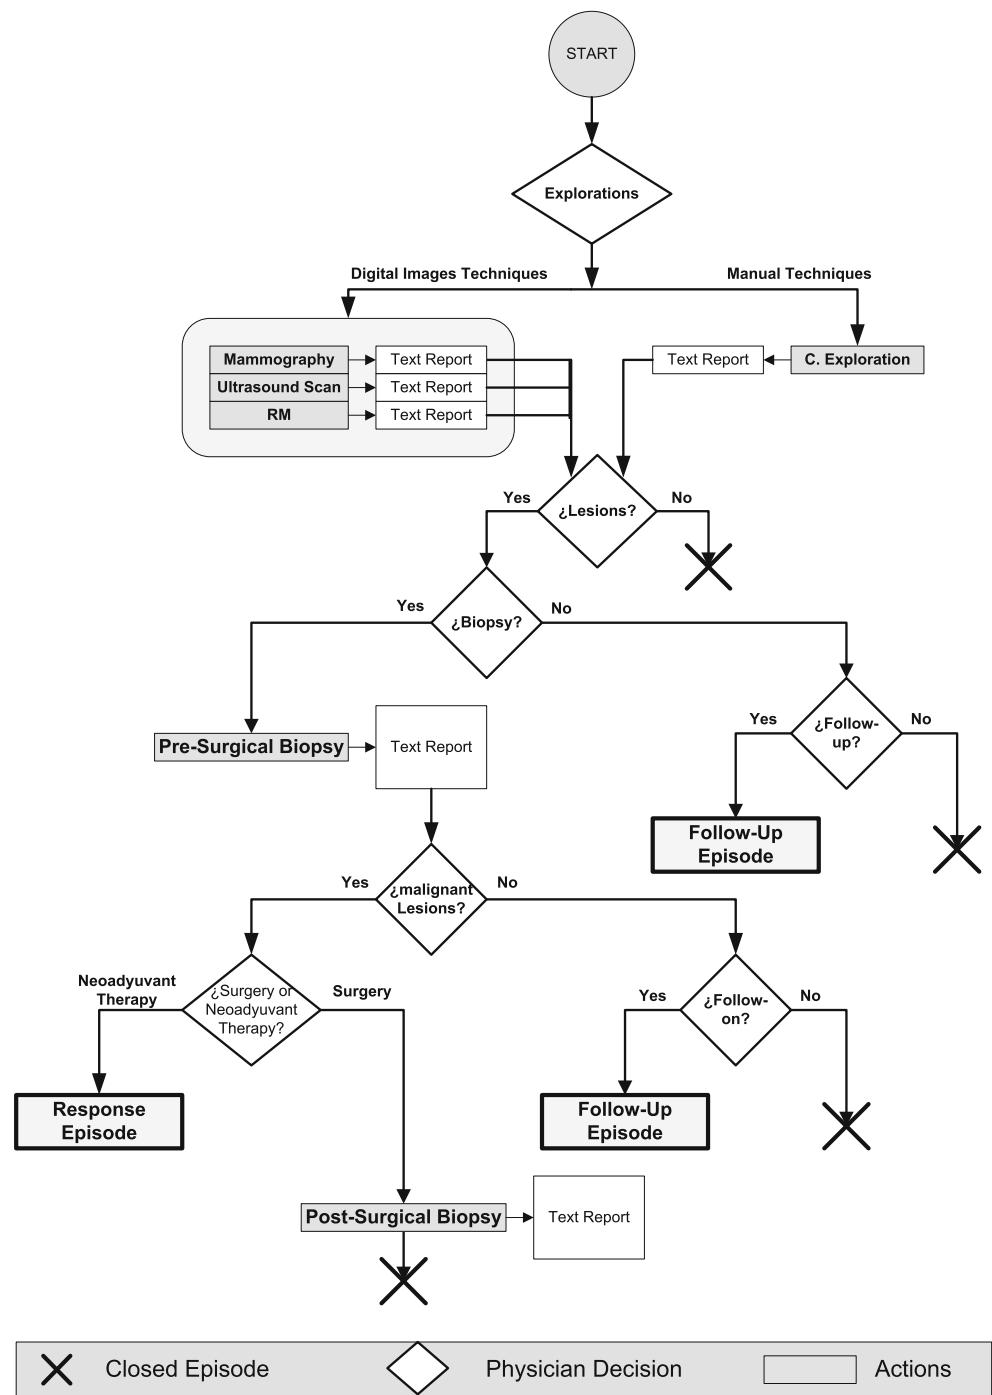 START
Explorations
Digital Images Techniques
Manual Techniques
Mammography
Text Report
Ultrasound Scan
Text Report
RM
Text Report
Text Report
C. Exploration
Yes
¿Lesions?
No
Yes
¿Biopsy?
No
Pre-Surgical Biopsy
Text Report
Yes
¿Follow-
up?
No
Follow-Up
Episode
Yes
¿malignant
Lesions?
No
Neoadyuvant
Therapy
¿Surgery or
Neoadyuvant
Therapy?
Surgery
Yes
¿Follow-
on?
No
Response
Episode
Follow-Up
Episode
Post-Surgical Biopsy
Text Report
Closed Episode
Physician Decision
Actions